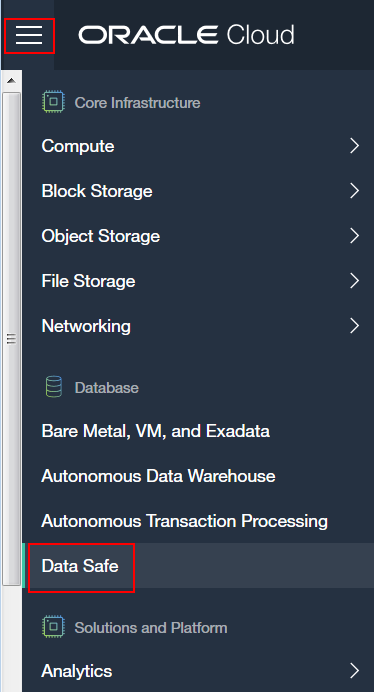 ORACLE Cloud
Core Infrastructure
Compute
Block Storage
Object Storage
File Storage
Networking
Database
Bare Metal, VM, and Exadata
Autonomous Data Warehouse
Autonomous Transaction Processing
Data Safe
Solutions and Platform
Analytics